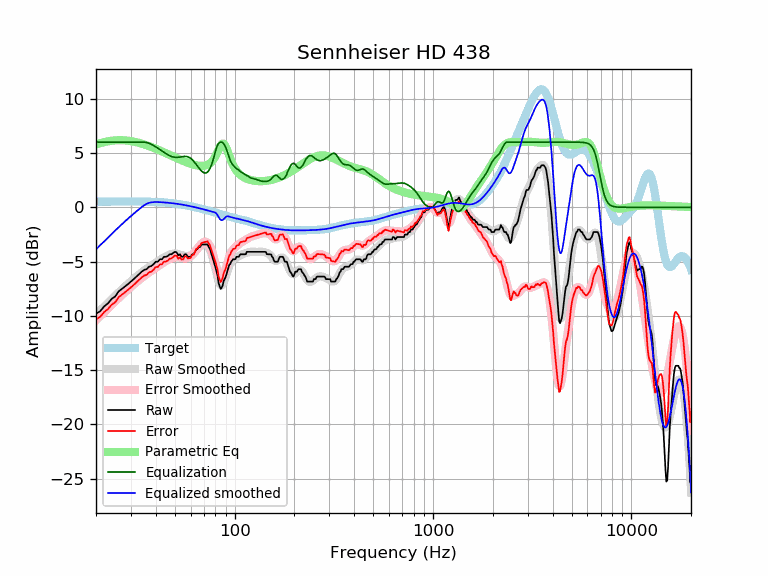 Sennheiser HD 438
10
5
0
−5
−10
−15
−20
−25
Amplitude (dBr)
Target
Raw Smoothed
Error Smoothed
Raw
Error
Parametric Eq
Equalization
Equalized smoothed
100
1000
10000
Frequency (Hz)